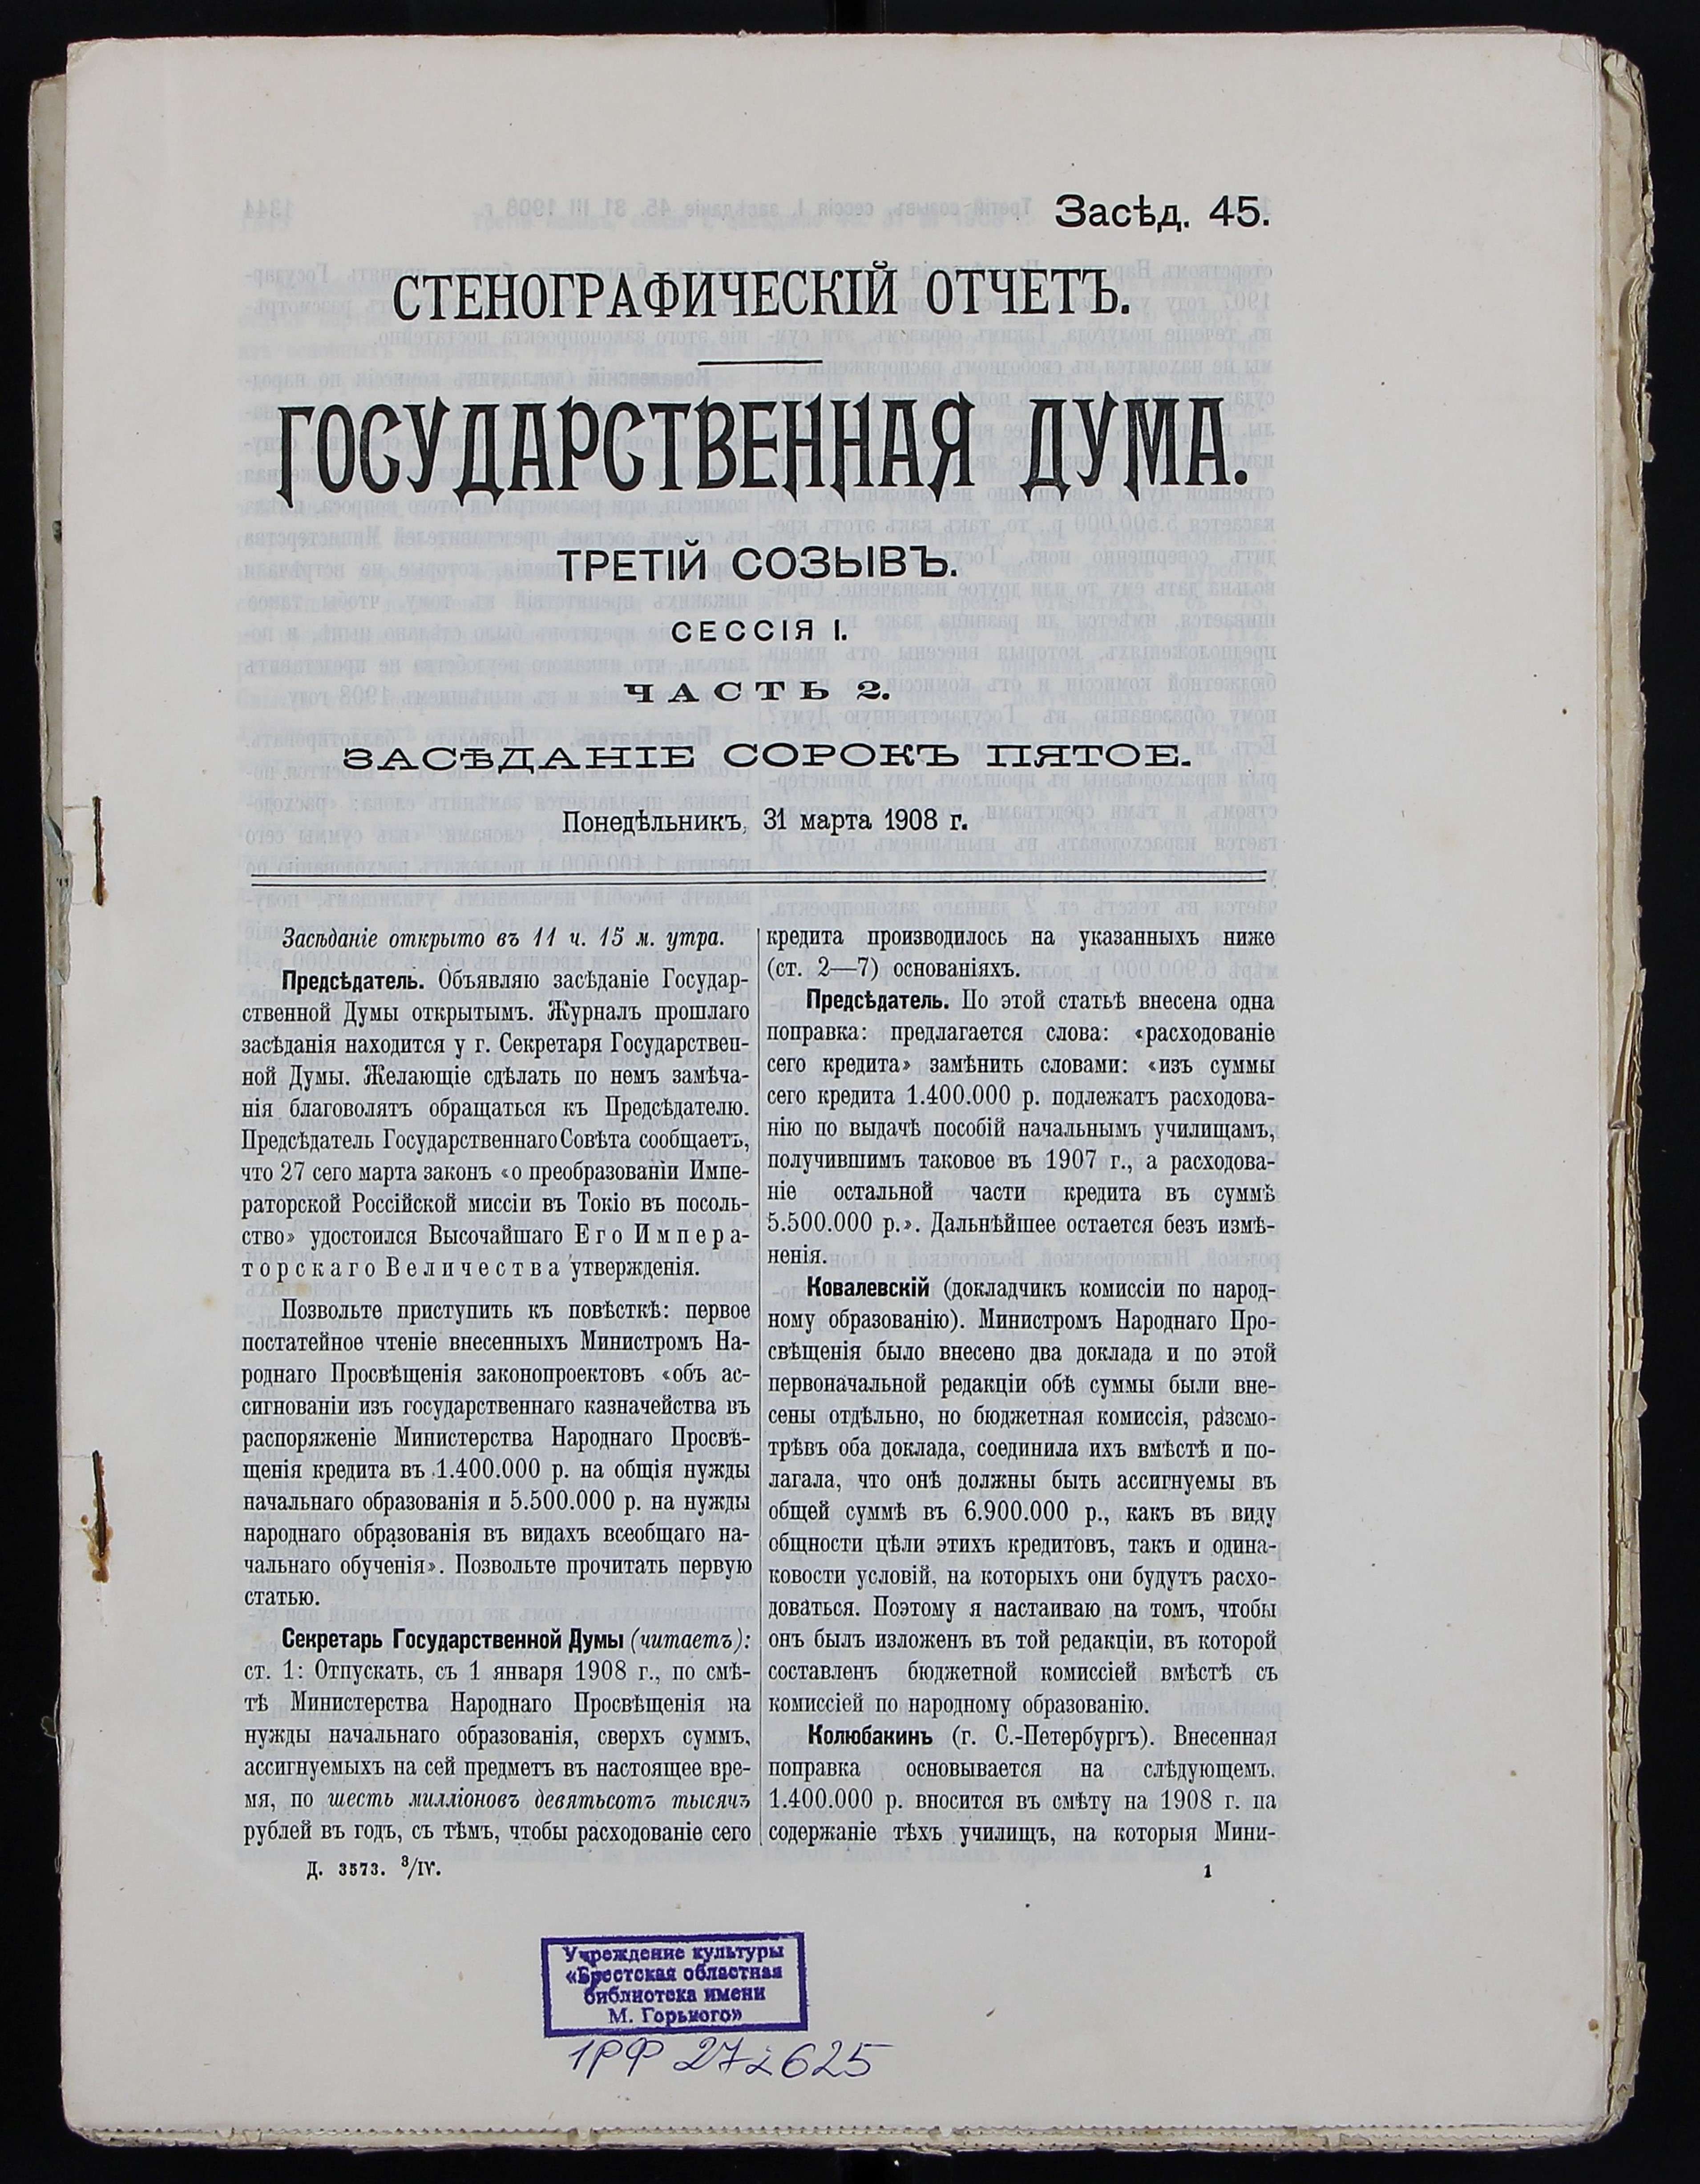 Засѣд. 45.
СТЕНОГРАФИЧЕСКІЙ ОТЧЕТЪ.
ГОСУДАРСТВЕННАЯ ДУМА.
ТРЕТІЙ СОЗЫВЪ.
СЕССІЯ I.
ЧАСТЬ 2.
ЗАСѢДАНІЕ СОРОКЪ ПЯТОЕ.
Понедѣльникъ, 31 марта 1908 г.
Засѣданіе открыто въ 11 ч. 15 м. утра.
Предсѣдатель. Объявляю засѣданіе Государ-
ственной Думы открытымъ. Журналъ прошлаго
засѣданія находится у г. Секретаря Государствен-
ной Думы. Желающіе сдѣлать по немъ замѣча-
нія благоволятъ обращаться къ Предсѣдателю.
Предсѣдатель Государственнаго Совѣта сообщаетъ,
что 27 сего марта законъ «о преобразованіи Импе-
раторской Россійской миссіи въ Токіо въ посоль-
ство» удостоился Высочайшаго Его Импера-
торскаго Величества утвержденія.
Позвольте приступить къ повѣсткѣ: первое
постатейное чтеніе внесенныхъ Министромъ На-
роднаго Просвѣщенія законопроектовъ «объ ас-
сигнованіи изъ государственнаго казначейства въ
распоряженіе Министерства Народнаго Просвѣ-
щенія кредита въ 1.400.000 р. на общія нужды
начальнаго образованія и 5.500.000 р. на нужды
народнаго образованія въ видахъ всеобщаго на-
чальнаго обученія». Позвольте прочитать первую
статью.
Секретарь Государственной Думы (читаетъ):
ст. 1: Отпускать, съ 1 января 1908 г., по смѣ-
тѣ Министерства Народнаго Просвѣщенія на
нужды начальнаго образованія, сверхъ суммъ,
ассигнуемыхъ на сей предметъ въ настоящее вре-
мя, по шесть милліоновъ девятьсотъ тысячъ
рублей въ годъ, съ тѣмъ, чтобы расходованіе сего
кредита производилось на указанныхъ ниже
(ст. 2—7) основаніяхъ.
Предсѣдатель. По этой статьѣ внесена одна
поправка: предлагается слова: «расходованіе
сего кредита» замѣнить словами: «изъ суммы
сего кредита 1.400.000 р. подлежатъ расходова-
нію по выдачѣ пособій начальнымъ училищамъ,
получившимъ таковое въ 1907 г., а расходова-
ніе остальной части кредита въ суммѣ
5.500.000 р.». Дальнѣйшее остается безъ измѣ-
ненія.
Ковалевскій (докладчикъ комиссіи по народ-
ному образованію). Министромъ Народнаго Про-
свѣщенія было внесено два доклада и по этой
первоначальной редакціи обѣ суммы были вне-
сены отдѣльно, но бюджетная комиссія, разсмо-
трѣвъ оба доклада, соединила ихъ вмѣстѣ и по-
лагала, что онѣ должны быть ассигнуемы въ
общей суммѣ въ 6.900.000 р., какъ въ виду
общности цѣли этихъ кредитовъ, такъ и одина-
ковости условій, на которыхъ они будутъ расхо-
доваться. Поэтому я настаиваю на томъ, чтобы
онъ былъ изложенъ въ той редакціи, въ которой
составленъ бюджетной комиссіей вмѣстѣ съ
комиссіей по народному образованію.
Колюбакинъ (г. С.-Петербургъ). Внесенная
поправка основывается на слѣдующемъ.
1.400.000 р. вносится въ смѣту на 1908 г. на
содержаніе тѣхъ училищъ, на которыя Мини-
Д. 3573. 3/IV.
1
Учреждение культуры
«Брестская областная
библиотека имени
М. Горького»
1РФ 272625